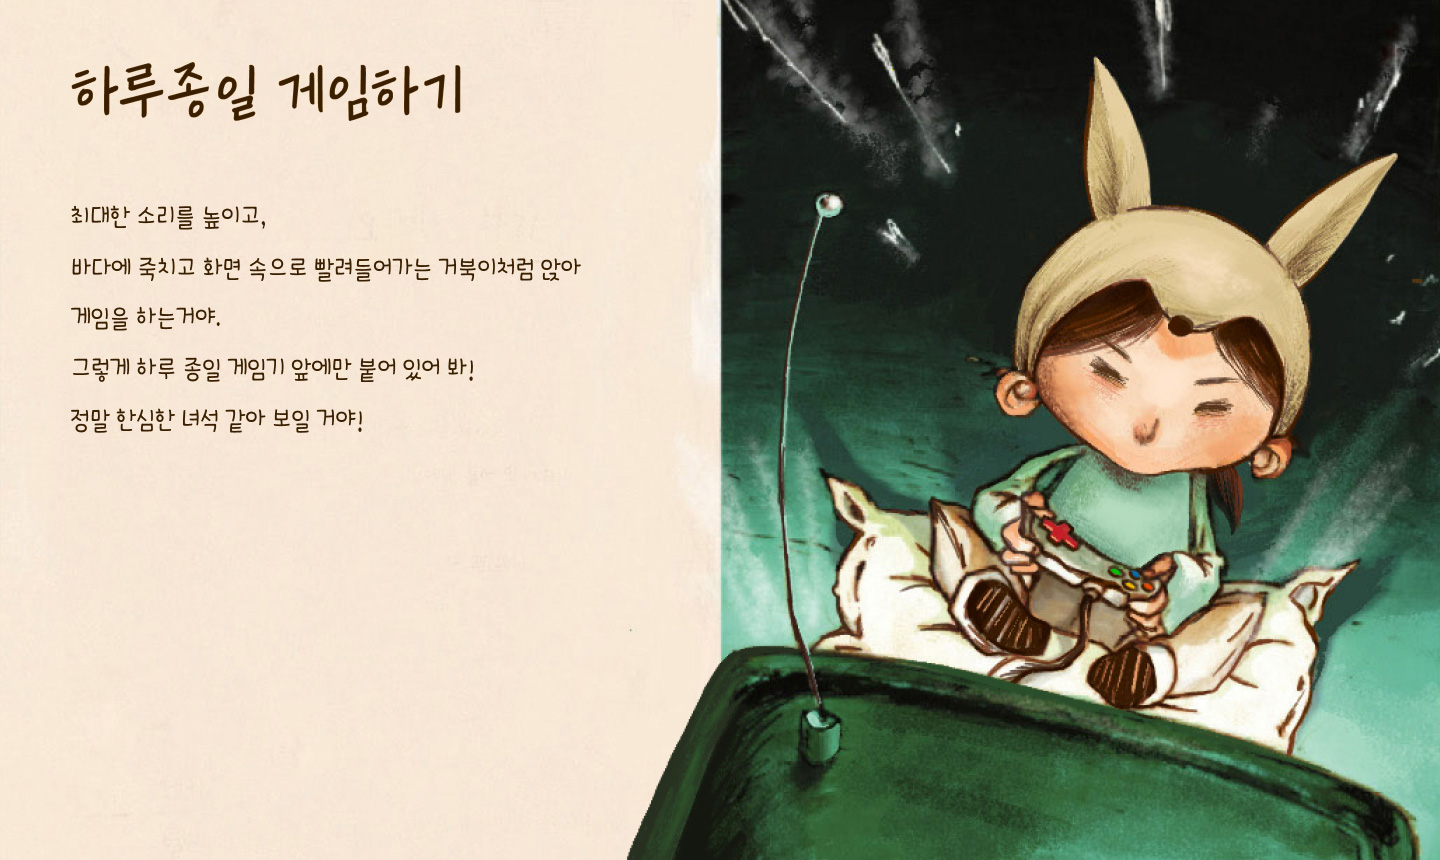 하루종일 게임하기
최대한 소리를 높이고,
바다에 죽치고 화면 속으로 빨려들어가는 거북이처럼 앉아
게임을 하는거야.
그렇게 하루 종일 게임기 앞에만 붙어 있어 봐!
정말 한심한 녀석 같아 보일 거야!